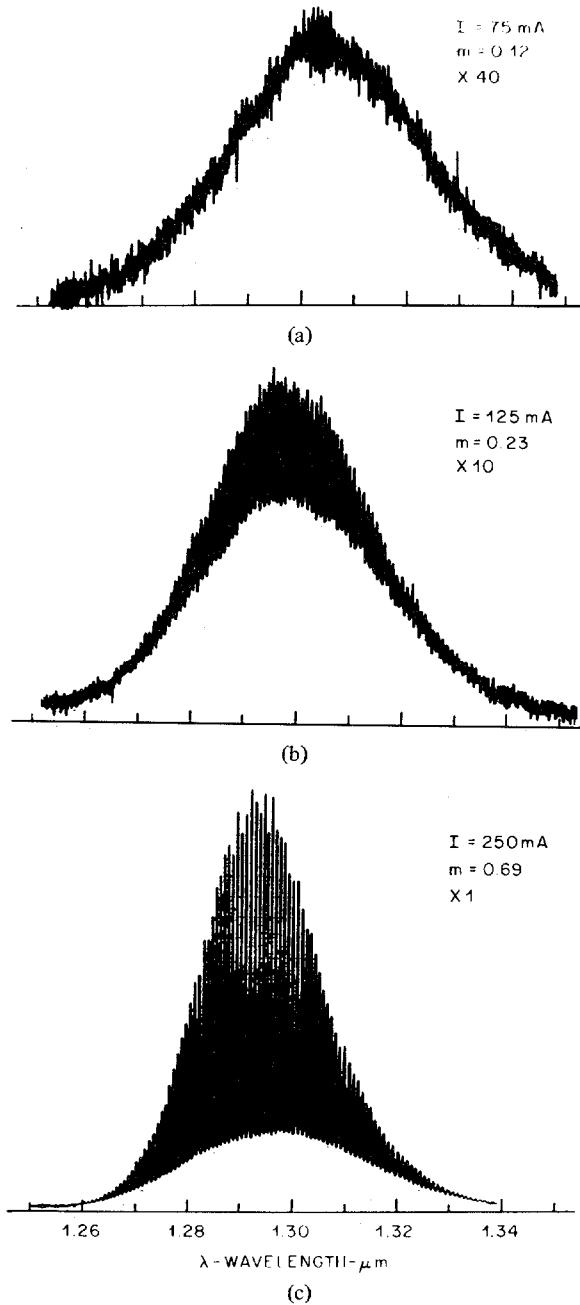 I = 75 mA
m = 0.12
X 40
(a)
I = 125 mA
m = 0.23
X 10
(b)
I = 250 mA
m = 0.69
X 1
1.26 1.28 1.30 1.32 1.34
λ-WAVELENGTH-μm
(c)